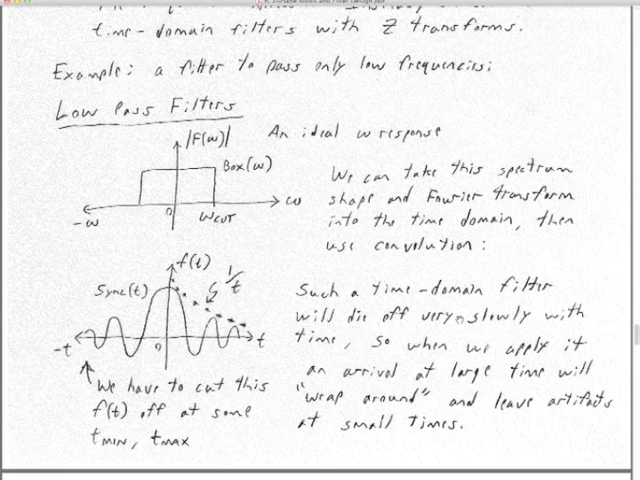 time-domain filters with Z transforms.
Example: a filter to pass only low frequencies:
Low Pass Filters
|F(w)|
An ideal w response
Box(w)
-w
0
w_CUT
w
We can take this spectrum
shape and Fourier transform
into the time domain, then
use convolution:
f(t)
Sync(t)
1/t
-t
0
t
Such a time-domain filter
will die off very slowly with
time, so when we apply it
an arrival at large time will
"wrap around" and leave artifacts
at small times.
We have to cut this
f(t) off at some
t_MIN, t_MAX